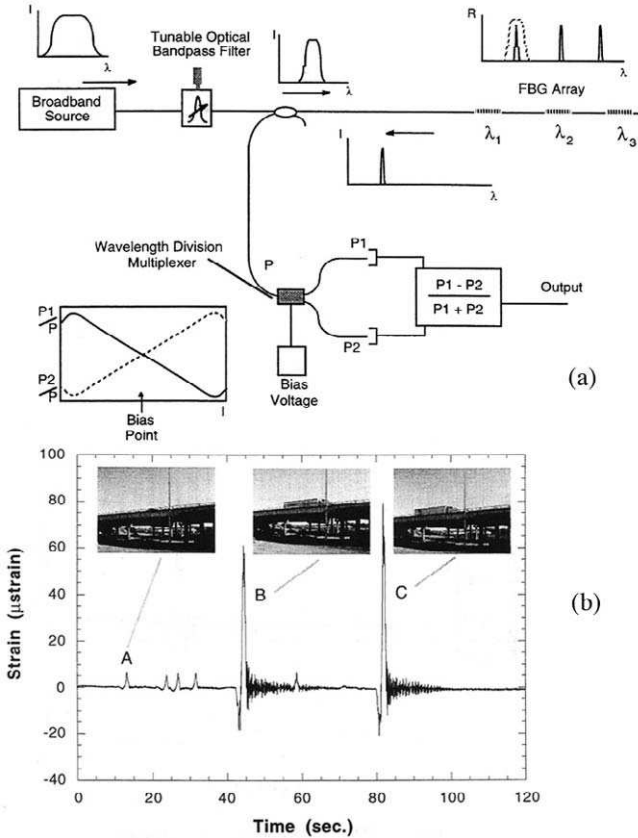 I
λ
Tunable Optical
Bandpass Filter
I
λ
R
λ
FBG Array
Broadband
Source
λ1
λ2
λ3
I
λ
Wavelength Division
Multiplexer
P
P1
P2
P1 - P2
P1 + P2
Output
P1/P
P2/P
I
Bias
Point
Bias
Voltage
(a)
100
80
60
40
20
0
-20
-40
Strain (μstrain)
A
B
C
(b)
0
20
40
60
80
100
120
Time (sec.)